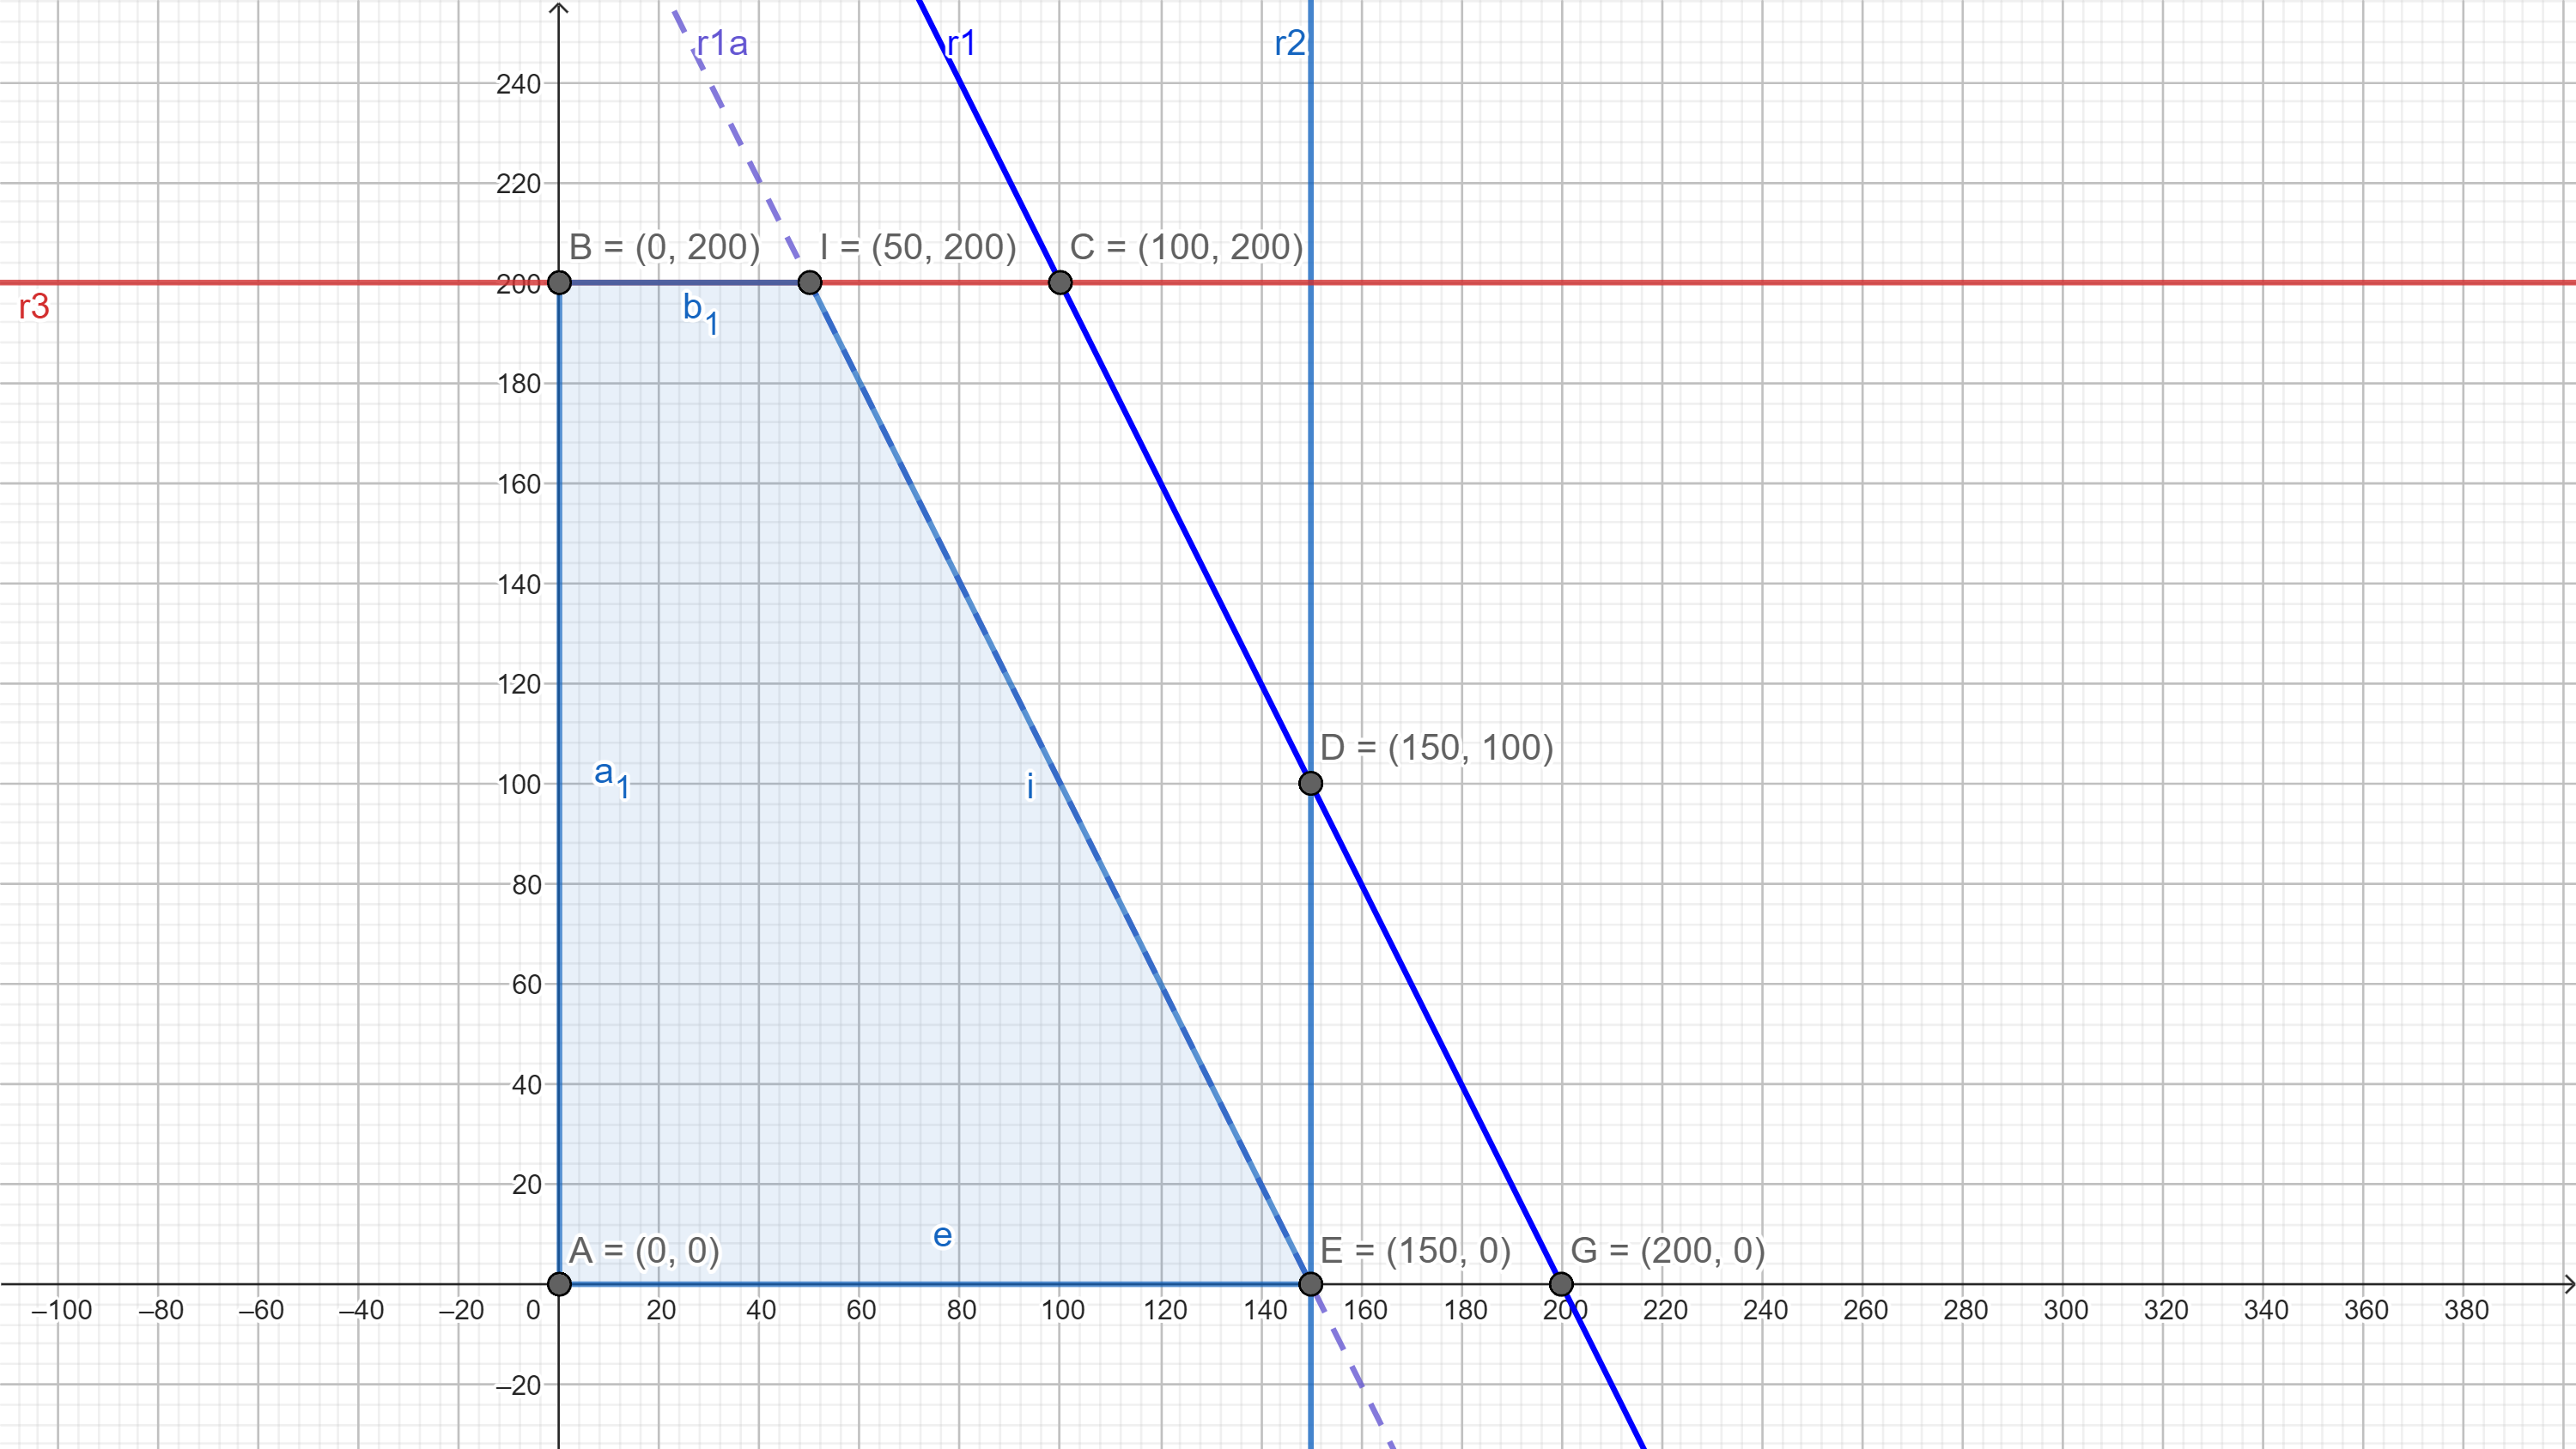 r1a
r1
r2
240
220
B = (0, 200)
I = (50, 200)
C = (100, 200)
200
r3
b1
180
160
140
120
D = (150, 100)
a1
i
100
80
60
40
20
e
A = (0, 0)
E = (150, 0)
G = (200, 0)
–100 –80 –60 –40 –20 0 20 40 60 80 100 120 140 160 180 200 220 240 260 280 300 320 340 360 380
–20